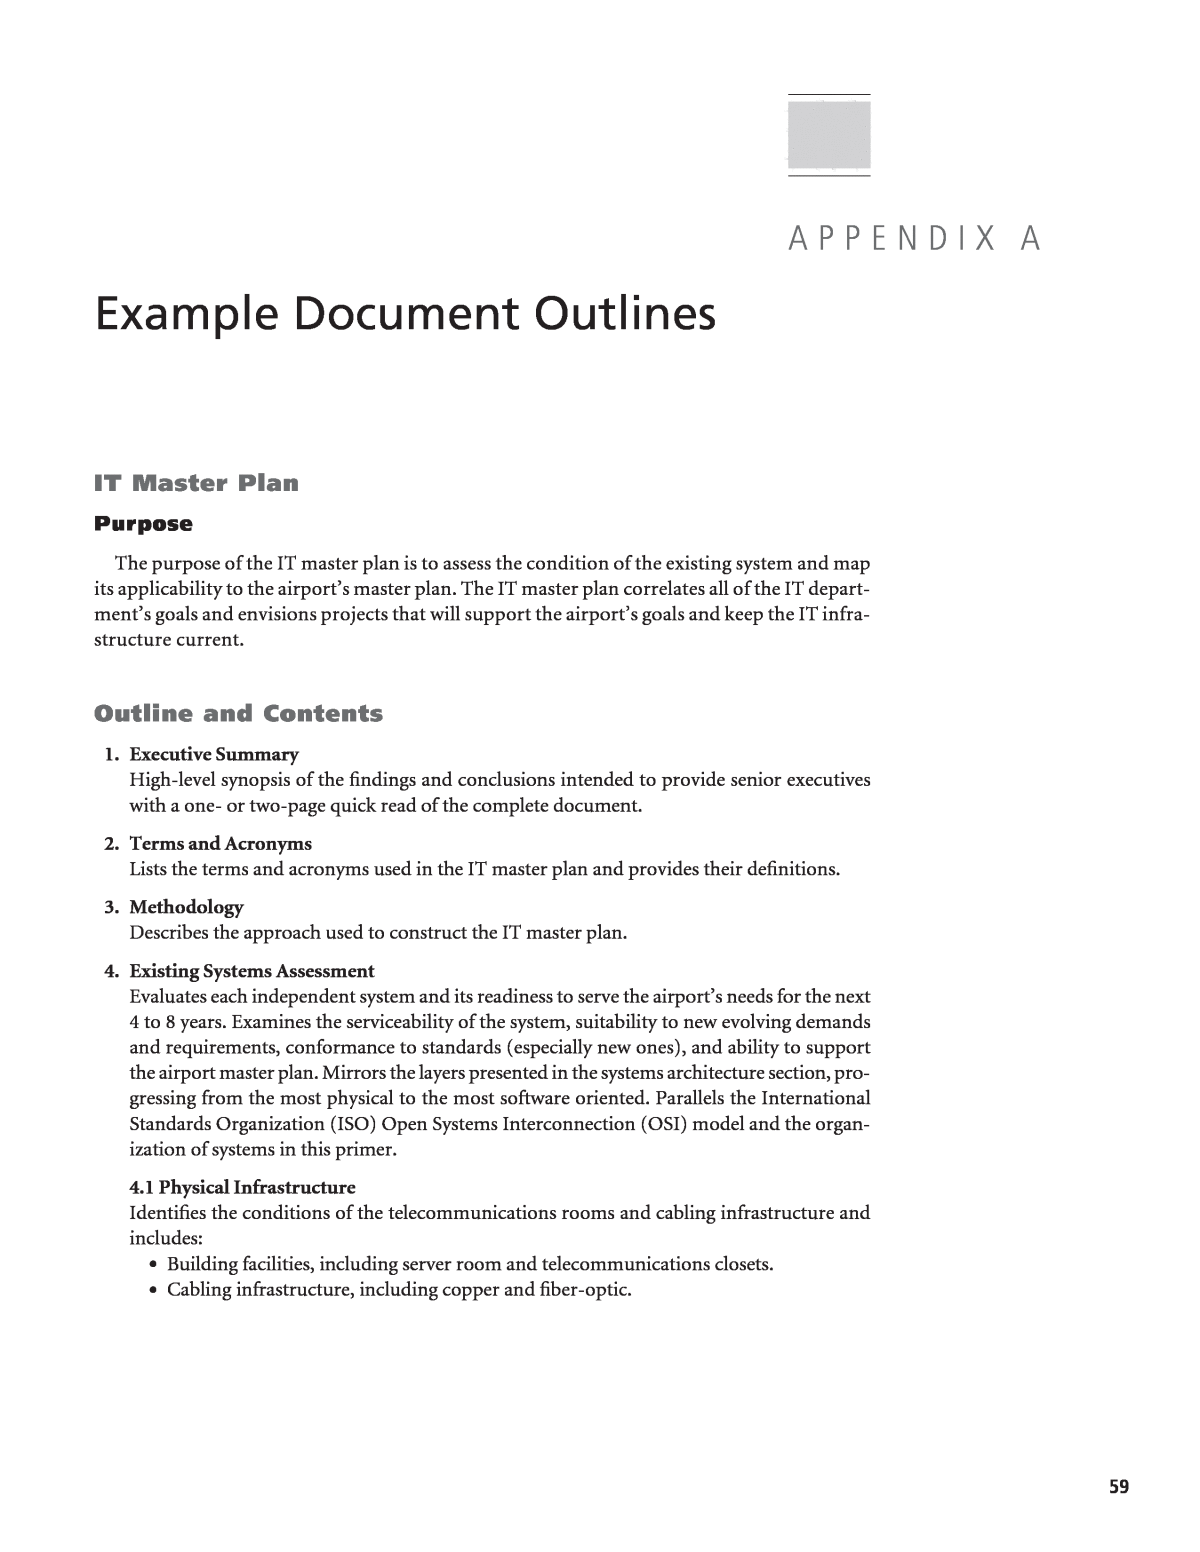 APPENDIX A
Example Document Outlines
IT Master Plan
Purpose
The purpose of the IT master plan is to assess the condition of the existing system and map
its applicability to the airport’s master plan. The IT master plan correlates all of the IT depart-
ment’s goals and envisions projects that will support the airport’s goals and keep the IT infra-
structure current.
Outline and Contents
1. Executive Summary
High-level synopsis of the findings and conclusions intended to provide senior executives
with a one- or two-page quick read of the complete document.
2. Terms and Acronyms
Lists the terms and acronyms used in the IT master plan and provides their definitions.
3. Methodology
Describes the approach used to construct the IT master plan.
4. Existing Systems Assessment
Evaluates each independent system and its readiness to serve the airport’s needs for the next
4 to 8 years. Examines the serviceability of the system, suitability to new evolving demands
and requirements, conformance to standards (especially new ones), and ability to support
the airport master plan. Mirrors the layers presented in the systems architecture section, pro-
gressing from the most physical to the most software oriented. Parallels the International
Standards Organization (ISO) Open Systems Interconnection (OSI) model and the organ-
ization of systems in this primer.
4.1 Physical Infrastructure
Identifies the conditions of the telecommunications rooms and cabling infrastructure and
includes:
• Building facilities, including server room and telecommunications closets.
• Cabling infrastructure, including copper and fiber-optic.
59